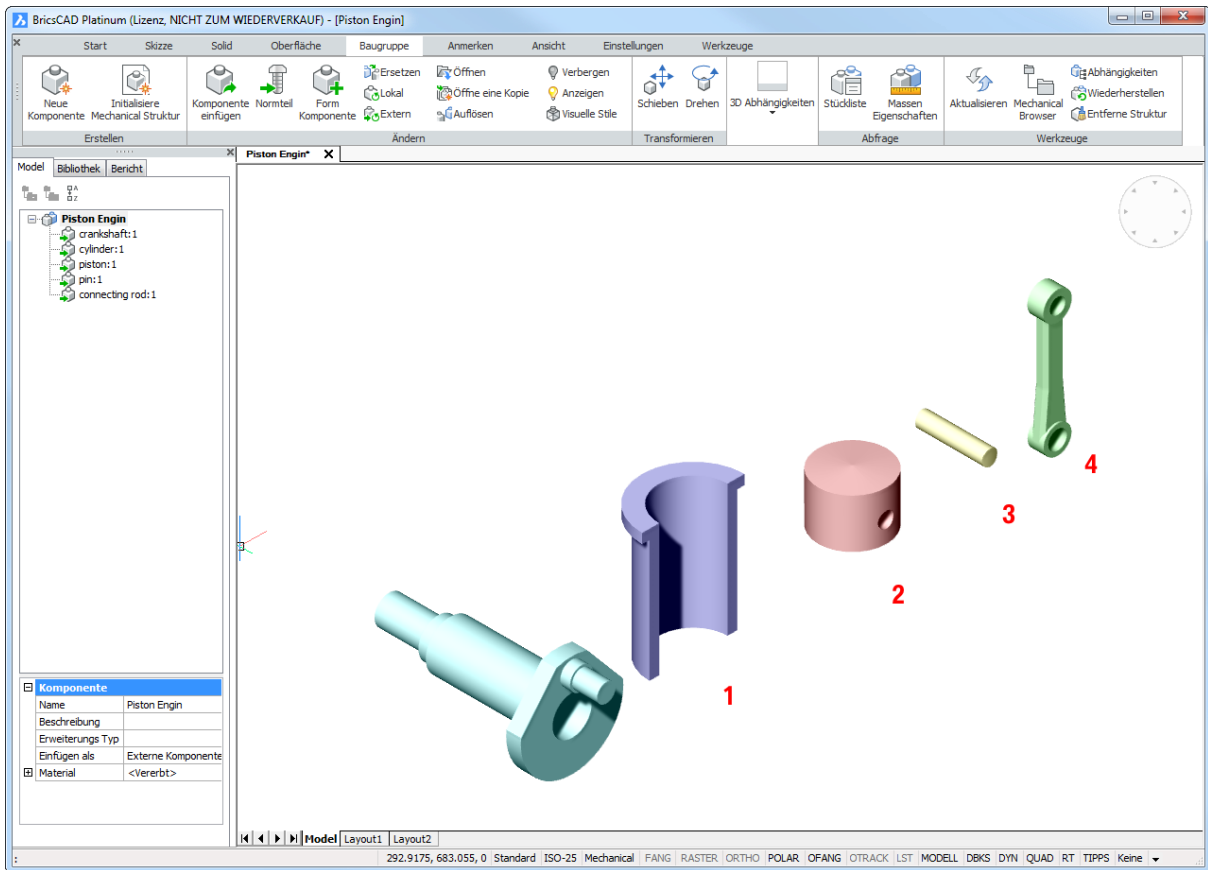 BricsCAD Platinum (Lizenz, NICHT ZUM WIEDERVERKAUF) - [Piston Engin]
Start Skizze Solid Oberfläche Baugruppe Anmerken Ansicht Einstellungen Werkzeuge
Neue Komponente
Initialisiere Mechanical Struktur
Erstellen
Komponente einfügen
Normteil
Form Komponente
Ersetzen
Lokal
Extern
Öffnen
Öffne eine Kopie
Auflösen
Verbergen
Anzeigen
Visuelle Stile
Ändern
Schieben
Drehen
Transformieren
3D Abhängigkeiten
Stückliste
Massen Eigenschaften
Abfrage
Aktualisieren
Mechanical Browser
Abhängigkeiten
Wiederherstellen
Entferne Struktur
Werkzeuge
Model Bibliothek Bericht
Piston Engin*
Piston Engin
crankshaft:1
cylinder:1
piston:1
pin:1
connecting rod:1
1
2
3
4
Komponente
Name Piston Engin
Beschreibung
Erweiterungs Typ
Einfügen als Externe Komponente
Material <Vererbt>
Model Layout1 Layout2
: 292.9175, 683.055, 0 Standard ISO-25 Mechanical FANG RASTER ORTHO POLAR OFANG OTRACK LST MODELL DBKS DYN QUAD RT TIPPS Keine